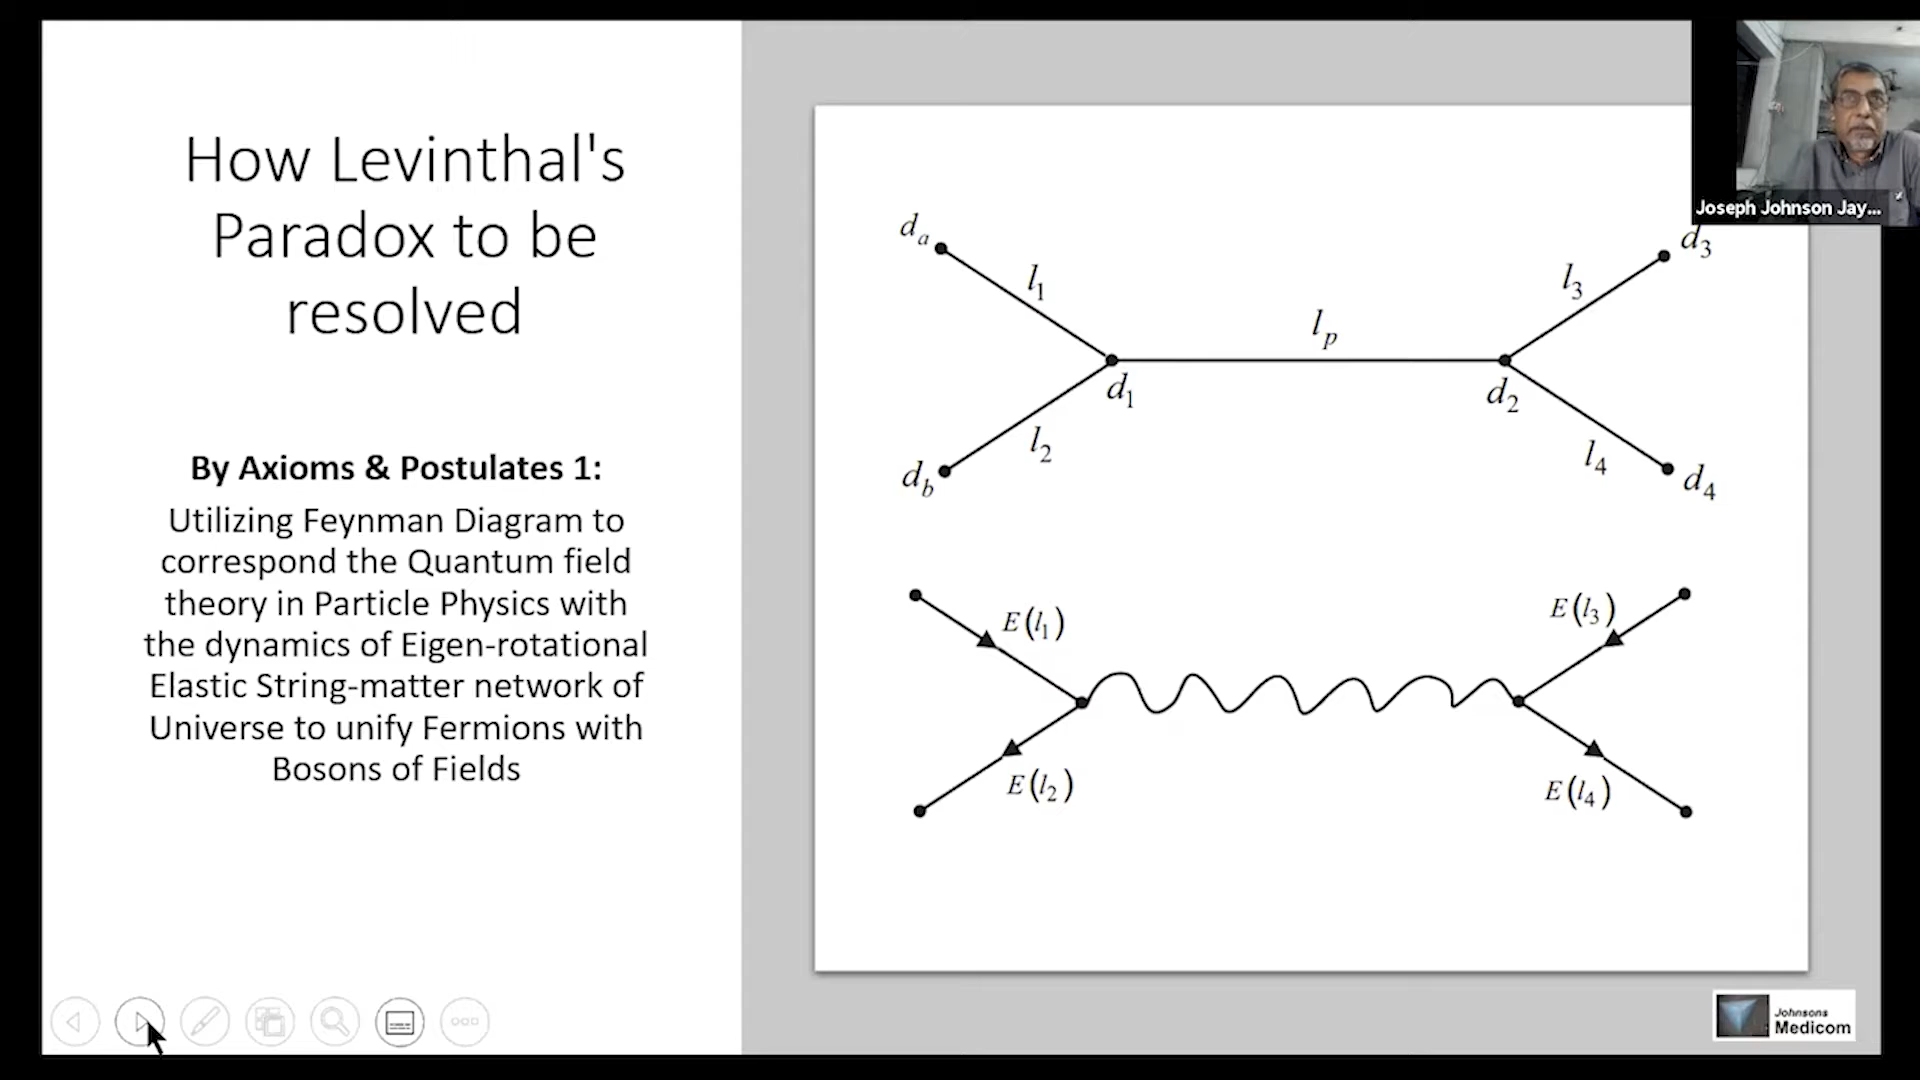 How Levinthal's
Paradox to be
resolved
By Axioms & Postulates 1:
Utilizing Feynman Diagram to
correspond the Quantum field
theory in Particle Physics with
the dynamics of Eigen-rotational
Elastic String-matter network of
Universe to unify Fermions with
Bosons of Fields
Joseph Johnson Jay...
d_a
l_1
l_p
l_3
d_3
d_1
d_2
d_b
l_2
l_4
d_4
E(l_1)
E(l_3)
E(l_2)
E(l_4)
Johnsons
Medicom